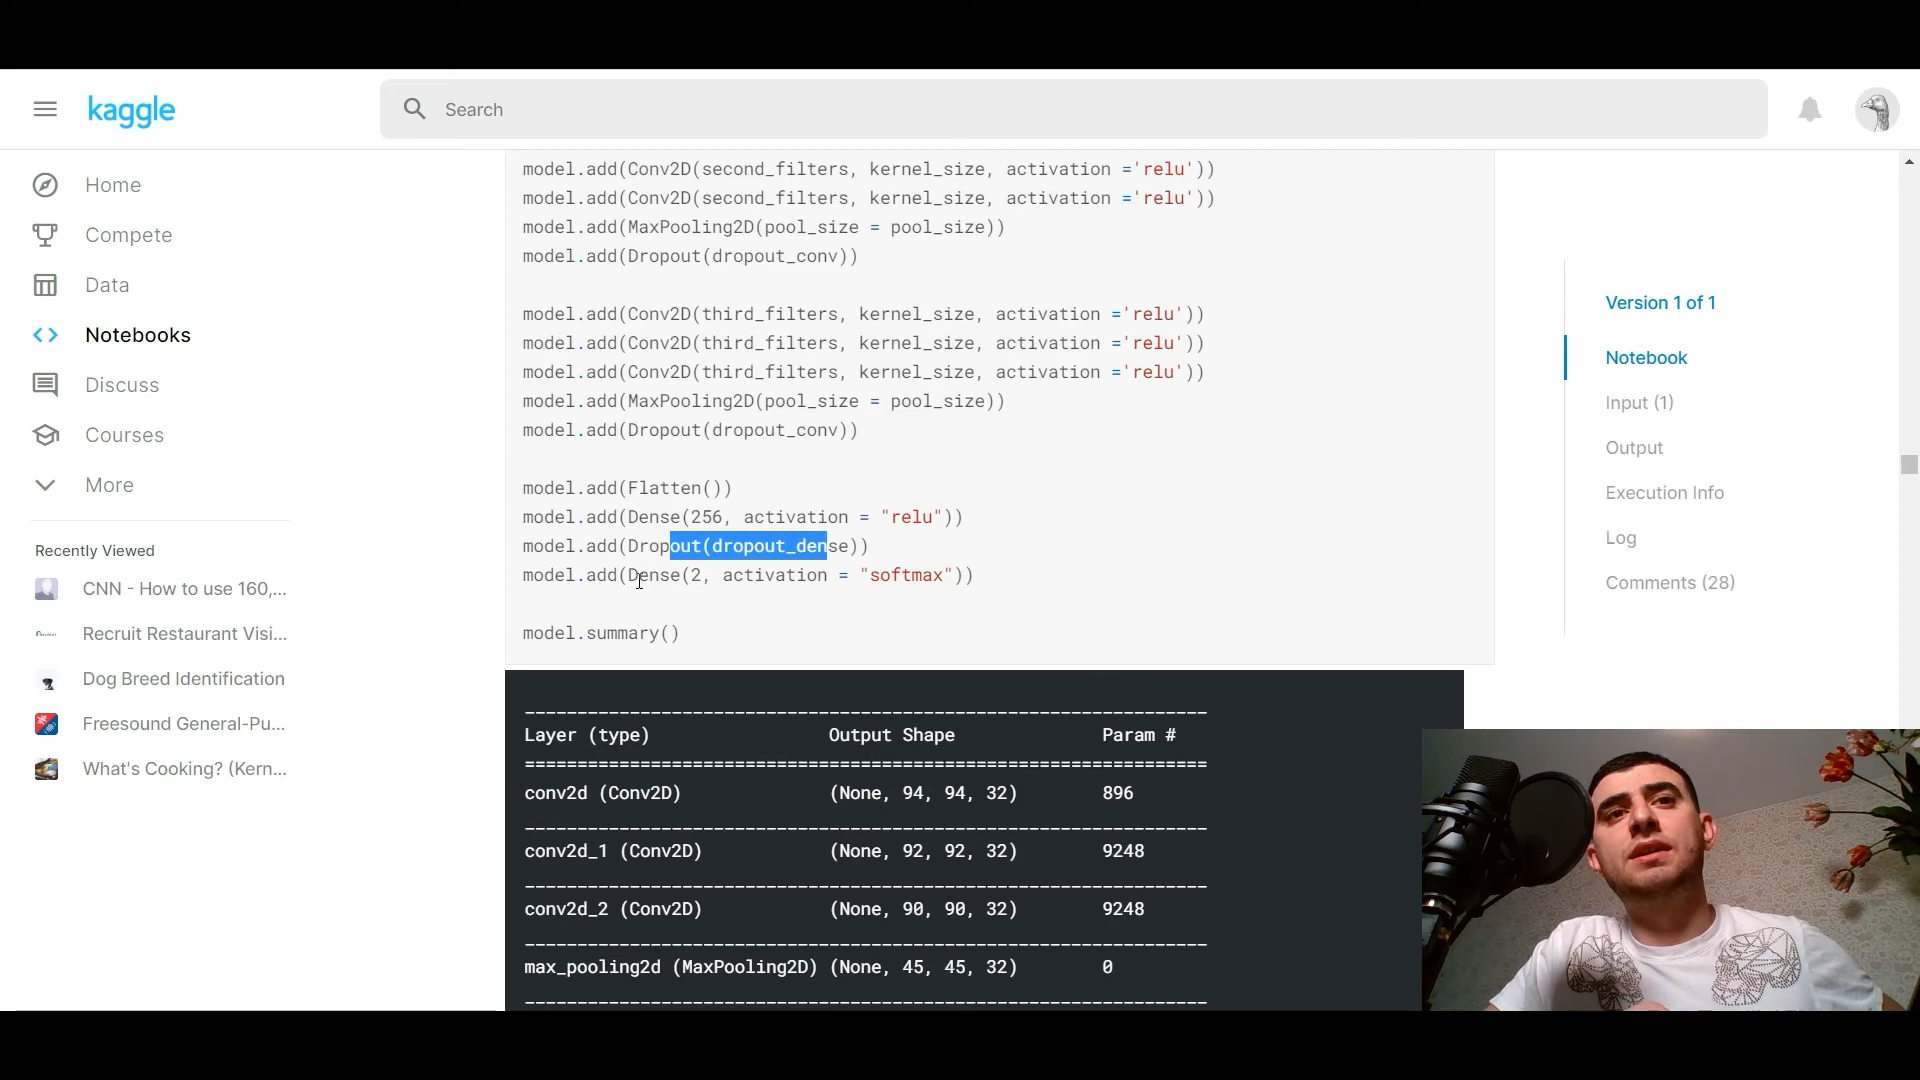 kaggle
Search
Home
Compete
Data
Notebooks
Discuss
Courses
More
Recently Viewed
CNN - How to use 160,...
Recruit Restaurant Visi...
Dog Breed Identification
Freesound General-Pu...
What's Cooking? (Kern...
model.add(Conv2D(second_filters, kernel_size, activation ='relu'))
model.add(Conv2D(second_filters, kernel_size, activation ='relu'))
model.add(MaxPooling2D(pool_size = pool_size))
model.add(Dropout(dropout_conv))
model.add(Conv2D(third_filters, kernel_size, activation ='relu'))
model.add(Conv2D(third_filters, kernel_size, activation ='relu'))
model.add(Conv2D(third_filters, kernel_size, activation ='relu'))
model.add(MaxPooling2D(pool_size = pool_size))
model.add(Dropout(dropout_conv))
model.add(Flatten())
model.add(Dense(256, activation = "relu"))
model.add(Dropout(dropout_dense))
model.add(Dense(2, activation = "softmax"))
model.summary()
Layer (type) Output Shape Param #
conv2d (Conv2D) (None, 94, 94, 32) 896
conv2d_1 (Conv2D) (None, 92, 92, 32) 9248
conv2d_2 (Conv2D) (None, 90, 90, 32) 9248
max_pooling2d (MaxPooling2D) (None, 45, 45, 32) 0
Version 1 of 1
Notebook
Input (1)
Output
Execution Info
Log
Comments (28)